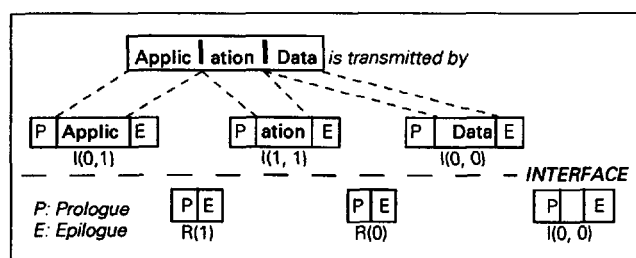 Applic ation Data is transmitted by
P Applic E P ation E P Data E
I(0,1) I(1, 1) I(0, 0)
INTERFACE
P: Prologue P E P E P E
E: Epilogue R(1) R(0) I(0, 0)